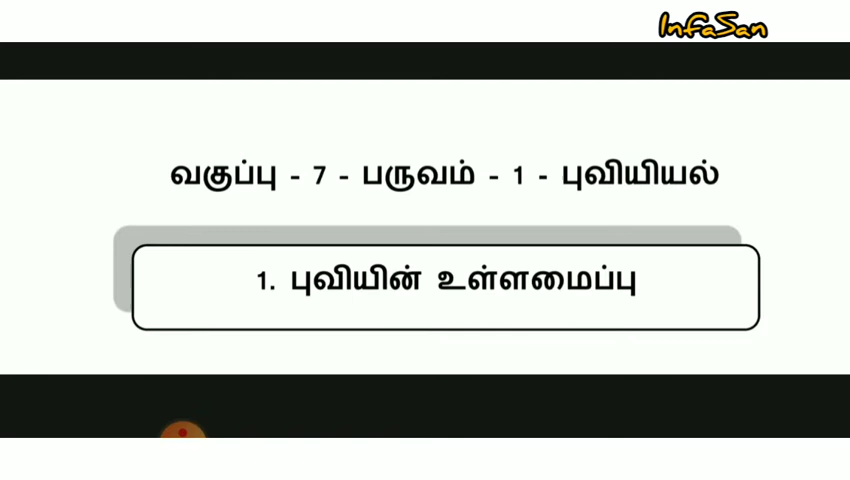 InFaSan
வகுப்பு - 7 - பருவம் - 1 - புவியியல்
1. புவியின் உள்ளமைப்பு